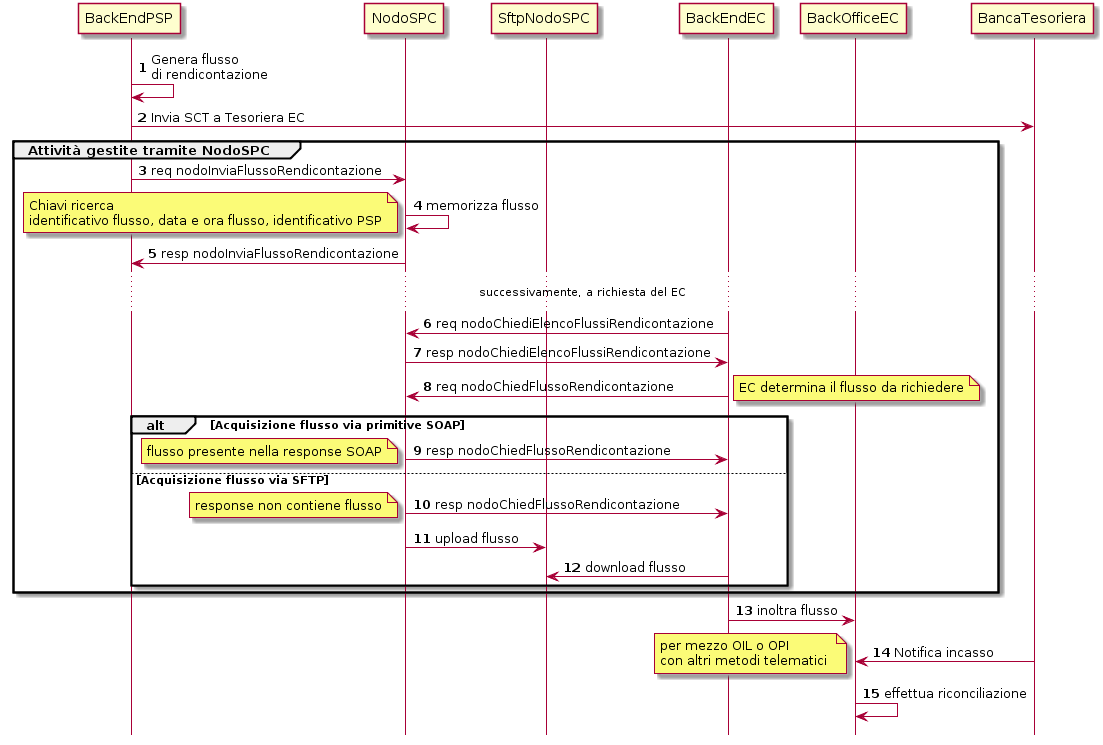 BackEndPSP
NodoSPC
SftpNodoSPC
BackEndEC
BackOfficeEC
BancaTesoriera
1 Genera flusso
di rendicontazione
2 Invia SCT a Tesoriera EC
Attività gestite tramite NodoSPC
3 req nodoInviaFlussoRendicontazione
Chiavi ricerca
identificativo flusso, data e ora flusso, identificativo PSP
4 memorizza flusso
5 resp nodoInviaFlussoRendicontazione
successivamente, a richiesta del EC
6 req nodoChiediElencoFlussiRendicontazione
7 resp nodoChiediElencoFlussiRendicontazione
8 req nodoChiedFlussoRendicontazione
EC determina il flusso da richiedere
alt [Acquisizione flusso via primitive SOAP]
flusso presente nella response SOAP
9 resp nodoChiedFlussoRendicontazione
[Acquisizione flusso via SFTP]
response non contiene flusso
10 resp nodoChiedFlussoRendicontazione
11 upload flusso
12 download flusso
13 inoltra flusso
per mezzo OIL o OPI
con altri metodi telematici
14 Notifica incasso
15 effettua riconciliazione